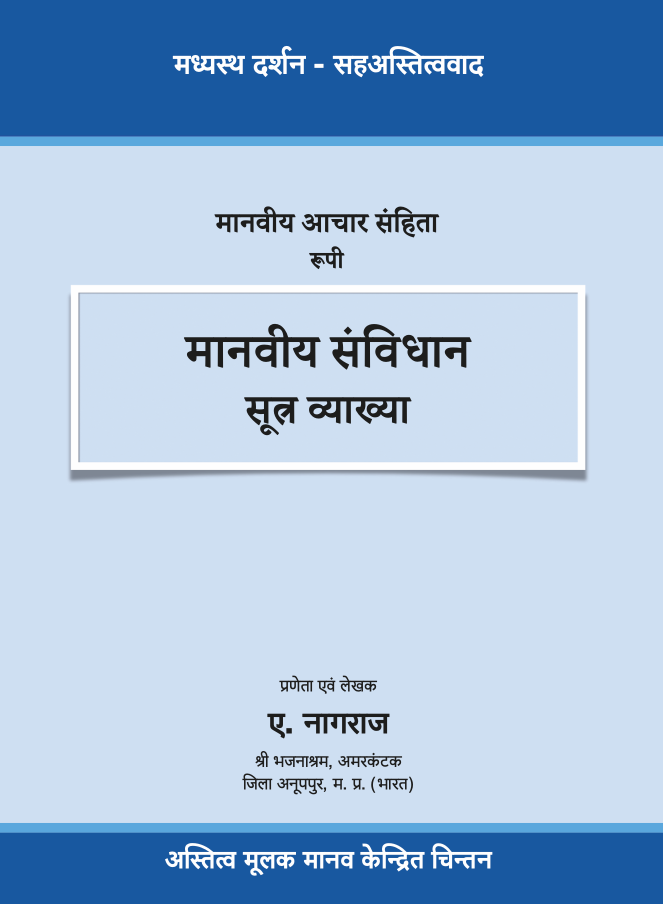 मध्यस्थ दर्शन - सहअस्तित्ववाद
मानवीय आचार संहिता
रूपी
मानवीय संविधान
सूत्र व्याख्या
प्रणेता एवं लेखक
ए. नागराज
श्री भजनाश्रम, अमरकंटक
जिला अनूपपुर, म. प्र. (भारत)
अस्तित्व मूलक मानव केन्द्रित चिन्तन